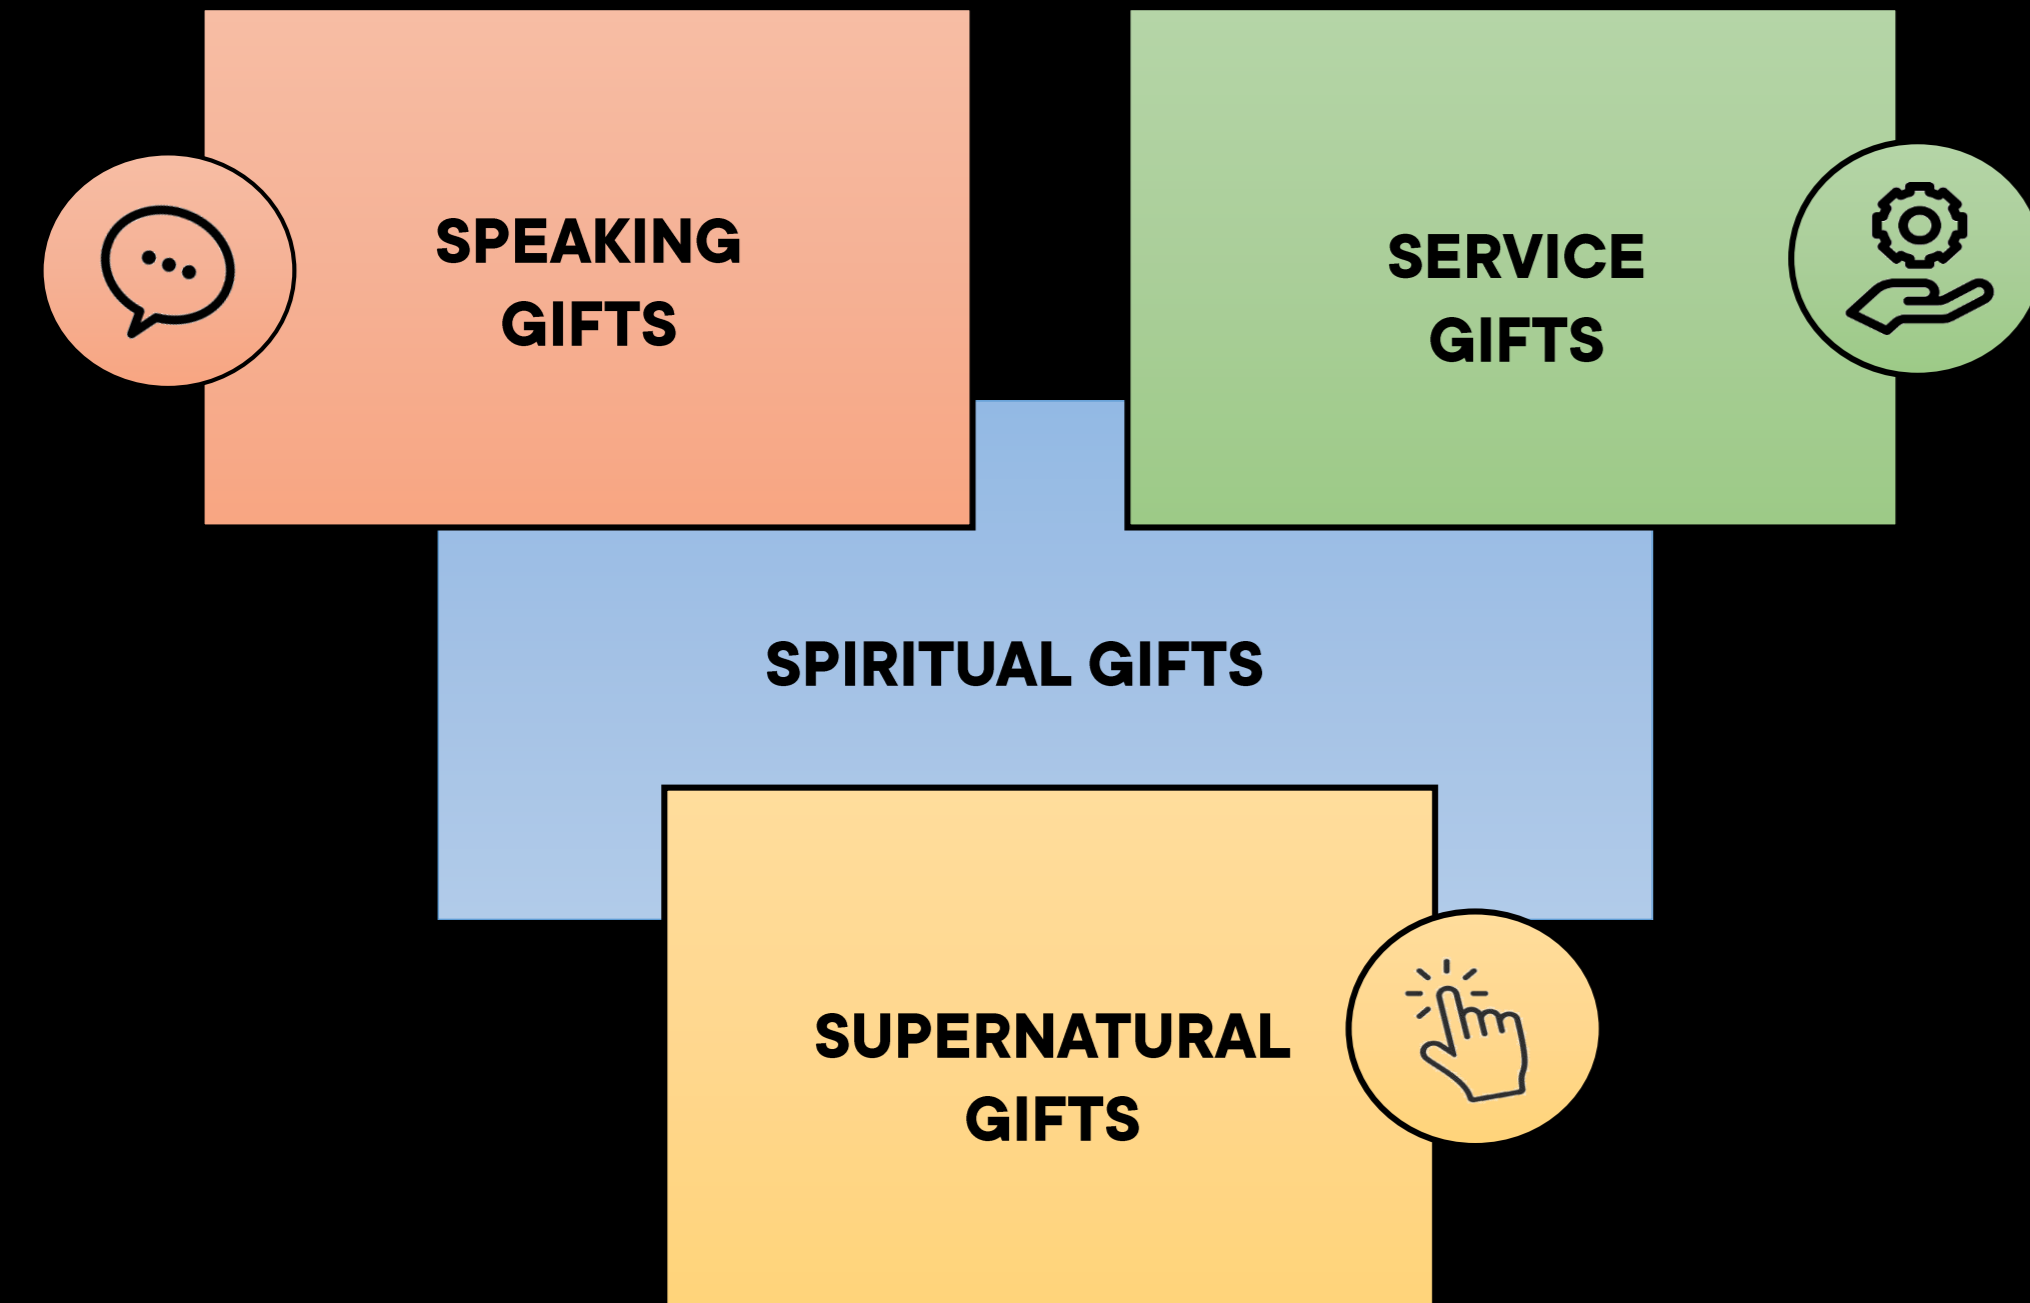 SPEAKING
GIFTS
SERVICE
GIFTS
SPIRITUAL GIFTS
SUPERNATURAL
GIFTS